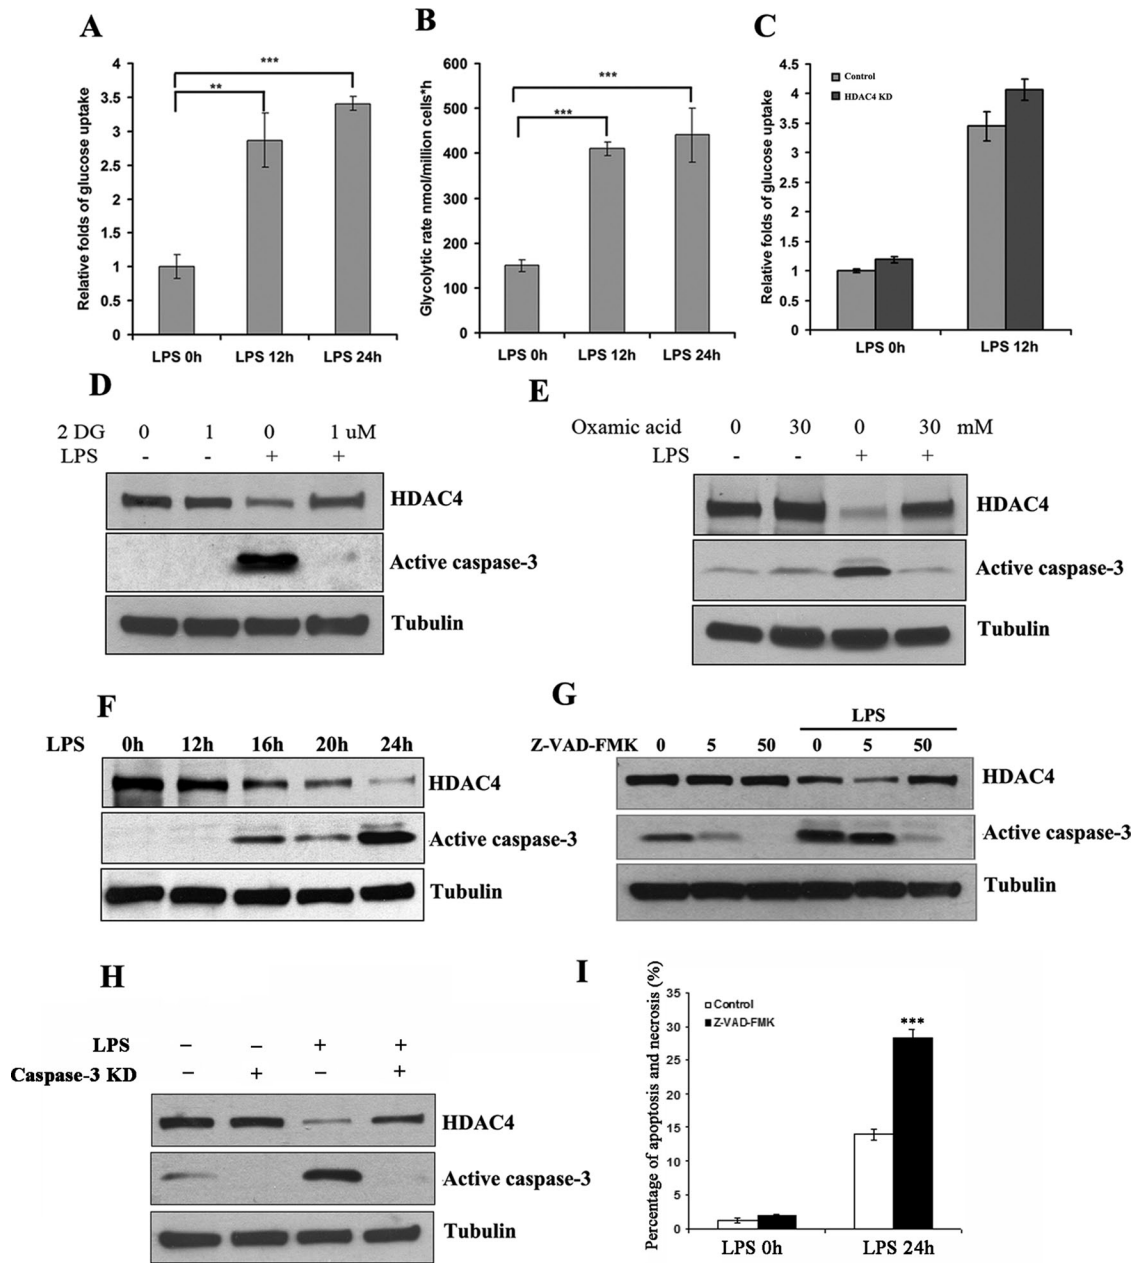 A
Relative folds of glucose uptake
4
3.5
3
2.5
2
1.5
1
0.5
0
***
**
LPS 0h LPS 12h LPS 24h
B
Glycolytic rate nmol/million cells*h
600
500
400
300
200
100
0
***
***
LPS 0h LPS 12h LPS 24h
C
Relative folds of glucose uptake
4.5
4
3.5
3
2.5
2
1.5
1
0.5
0
Control
HDAC4 KD
LPS 0h LPS 12h
D
2 DG 0 1 0 1 uM
LPS - - + +
HDAC4
Active caspase-3
Tubulin
E
Oxamic acid 0 30 0 30 mM
LPS - - + +
HDAC4
Active caspase-3
Tubulin
F
LPS 0h 12h 16h 20h 24h
HDAC4
Active caspase-3
Tubulin
G
LPS
Z-VAD-FMK 0 5 50 0 5 50
HDAC4
Active caspase-3
Tubulin
H
LPS – – + +
Caspase-3 KD – + – +
HDAC4
Active caspase-3
Tubulin
I
Percentage of apoptosis and necrosis (%)
35
30
25
20
15
10
5
0
Control
Z-VAD-FMK
***
LPS 0h LPS 24h